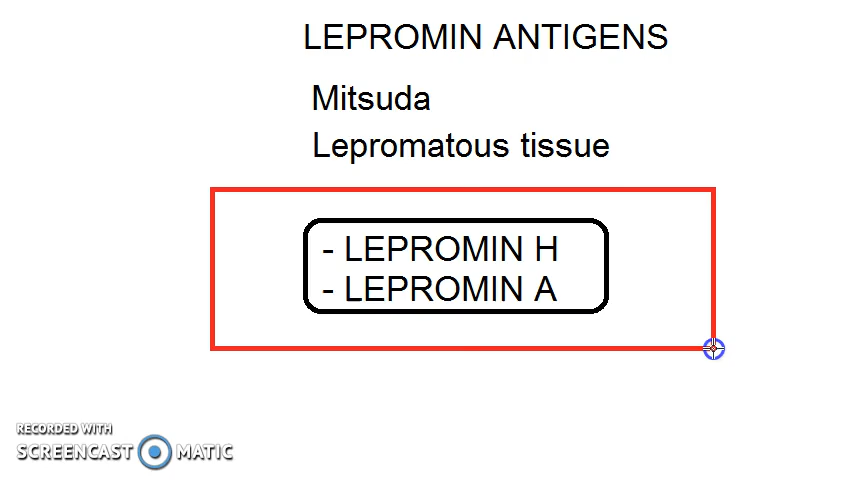 LEPROMIN ANTIGENS
Mitsuda
Lepromatous tissue
- LEPROMIN H
- LEPROMIN A
RECORDED WITH
SCREENCAST MATIC